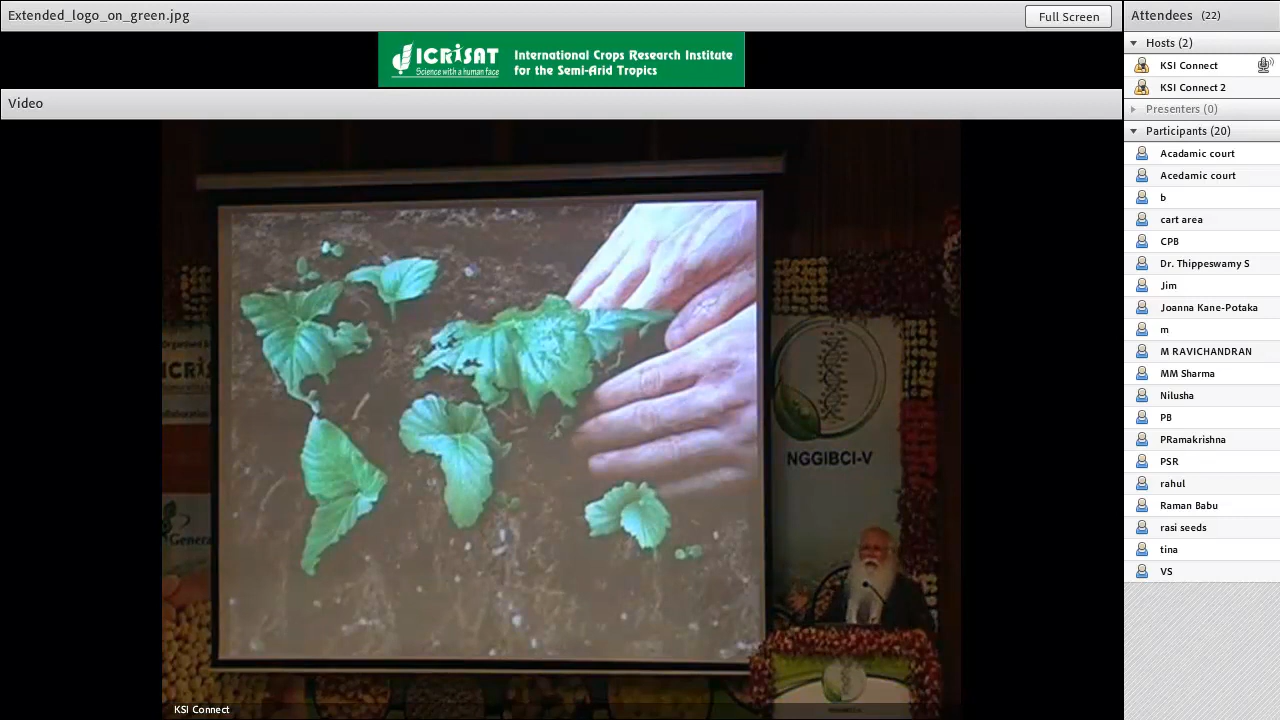 Extended_logo_on_green.jpg
Full Screen
ICRISAT
Science with a human face
International Crops Research Institute
for the Semi-Arid Tropics
Video
NGGIBCI-V
KSI Connect
Attendees (22)
Hosts (2)
KSI Connect
KSI Connect 2
Presenters (0)
Participants (20)
Acadamic court
Acedamic court
b
cart area
CPB
Dr. Thippeswamy S
Jim
Joanna Kane-Potaka
m
M RAVICHANDRAN
MM Sharma
Nilusha
PB
PRamakrishna
PSR
rahul
Raman Babu
rasi seeds
tina
VS